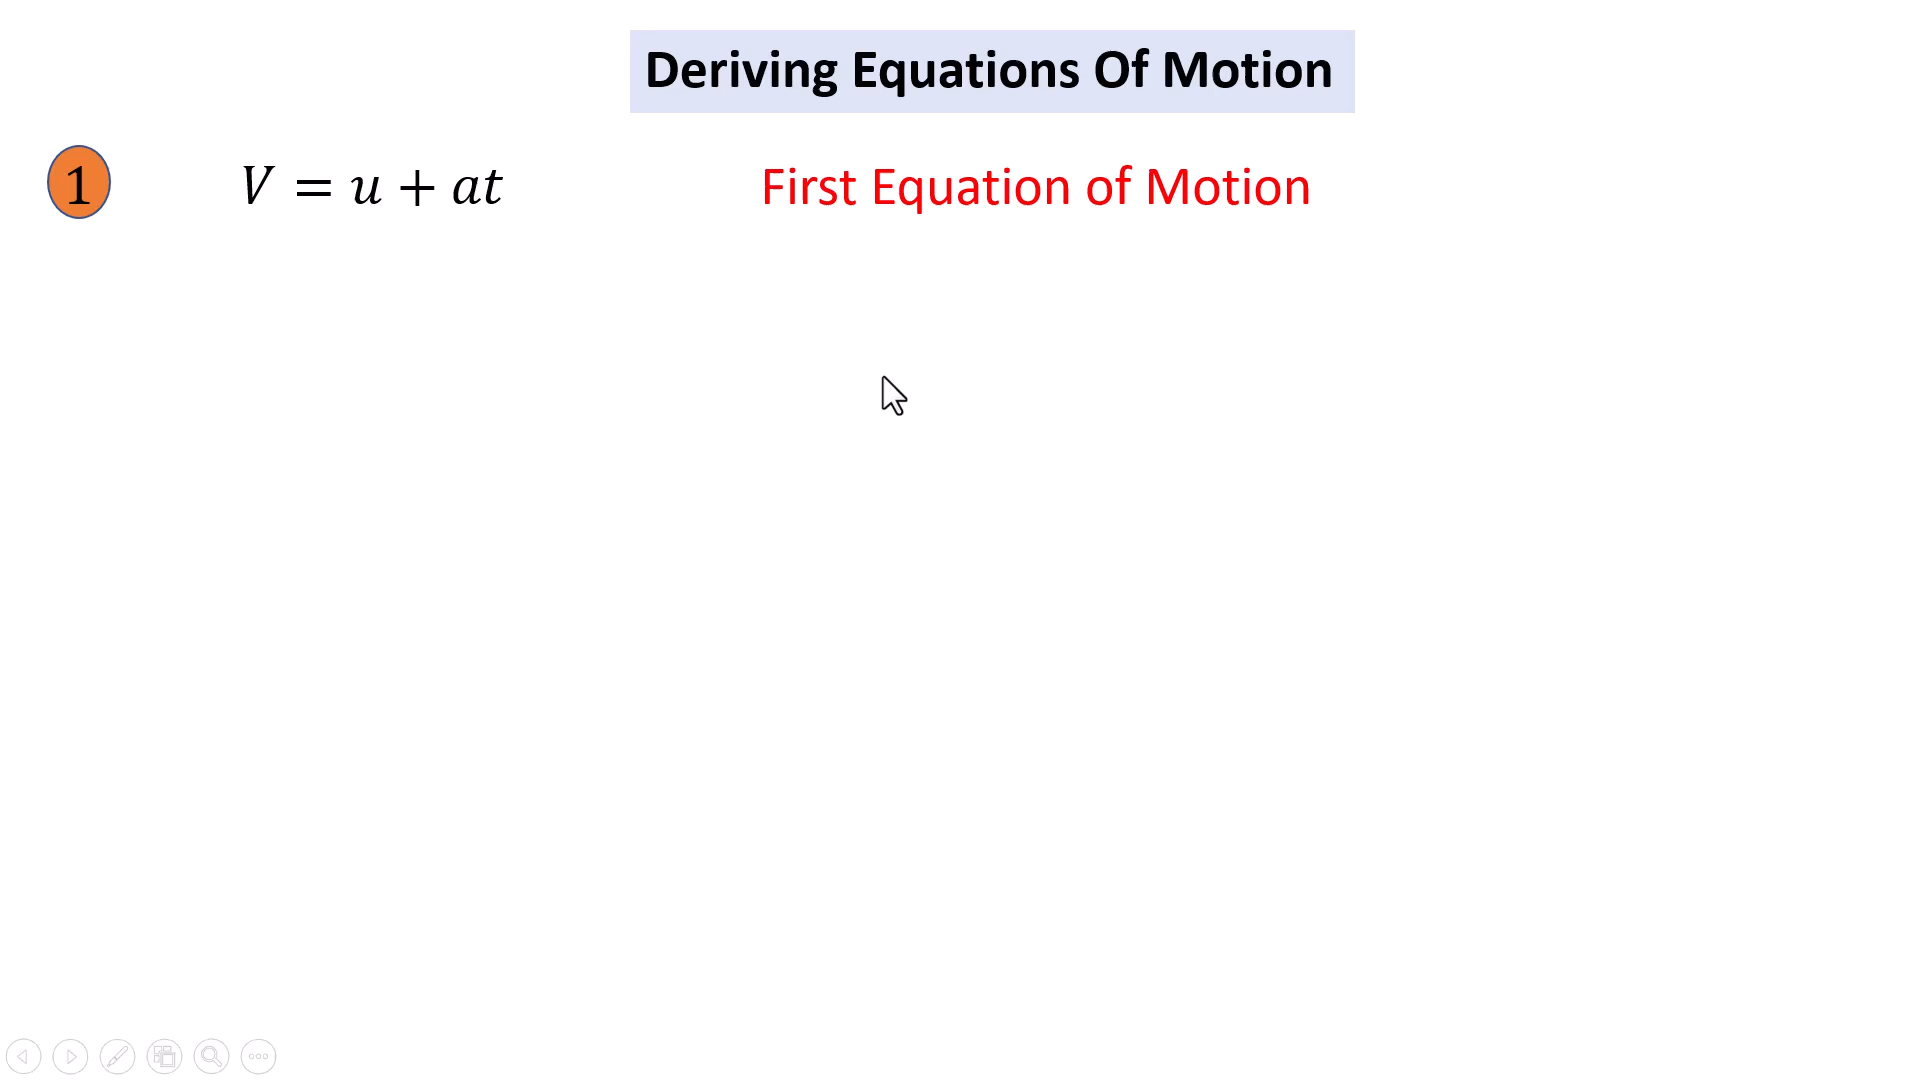 Deriving Equations Of Motion
1 V = u + at First Equation of Motion